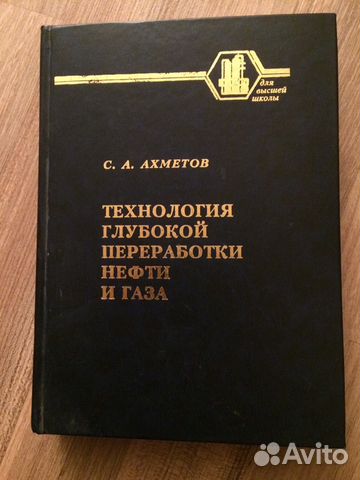 для
высшей
школы
С. А. АХМЕТОВ
ТЕХНОЛОГИЯ
ГЛУБОКОЙ
ПЕРЕРАБОТКИ
НЕФТИ
И ГАЗА
Avito